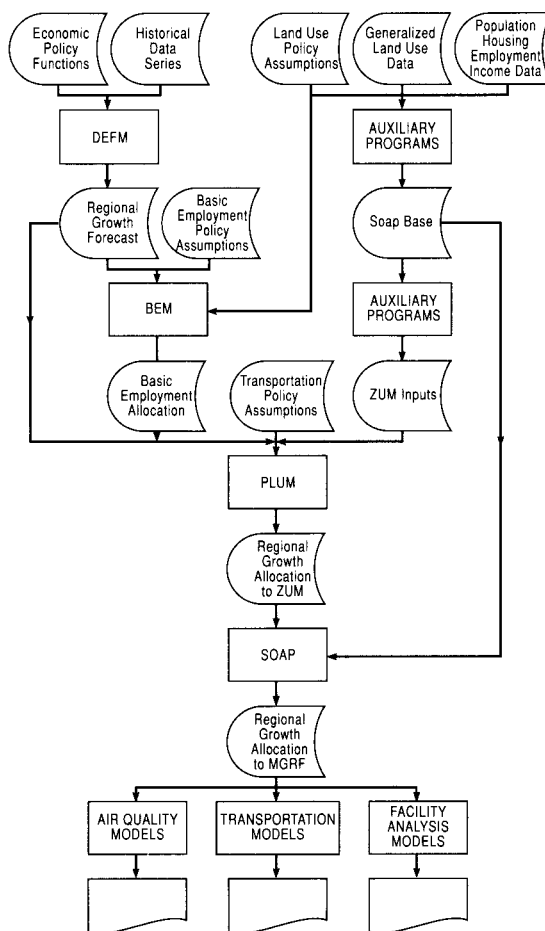 Economic
Policy
Functions
Historical
Data
Series
Land Use
Policy
Assumptions
Generalized
Land Use
Data
Population
Housing
Employment
Income Data
DEFM
AUXILIARY
PROGRAMS
Regional
Growth
Forecast
Basic
Employment
Policy
Assumptions
Soap Base
BEM
AUXILIARY
PROGRAMS
Basic
Employment
Allocation
Transportation
Policy
Assumptions
ZUM Inputs
PLUM
Regional
Growth
Allocation
to ZUM
SOAP
Regional
Growth
Allocation
to MGRF
AIR QUALITY
MODELS
TRANSPORTATION
MODELS
FACILITY
ANALYSIS
MODELS